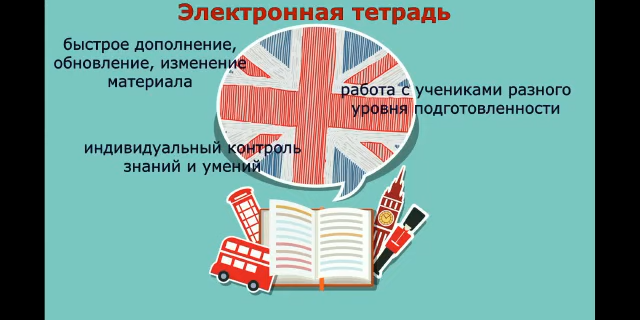 Электронная тетрадь
быстрое дополнение,
обновление, изменение
материала
работа с учениками разного
уровня подготовленности
индивидуальный контроль
знаний и умений